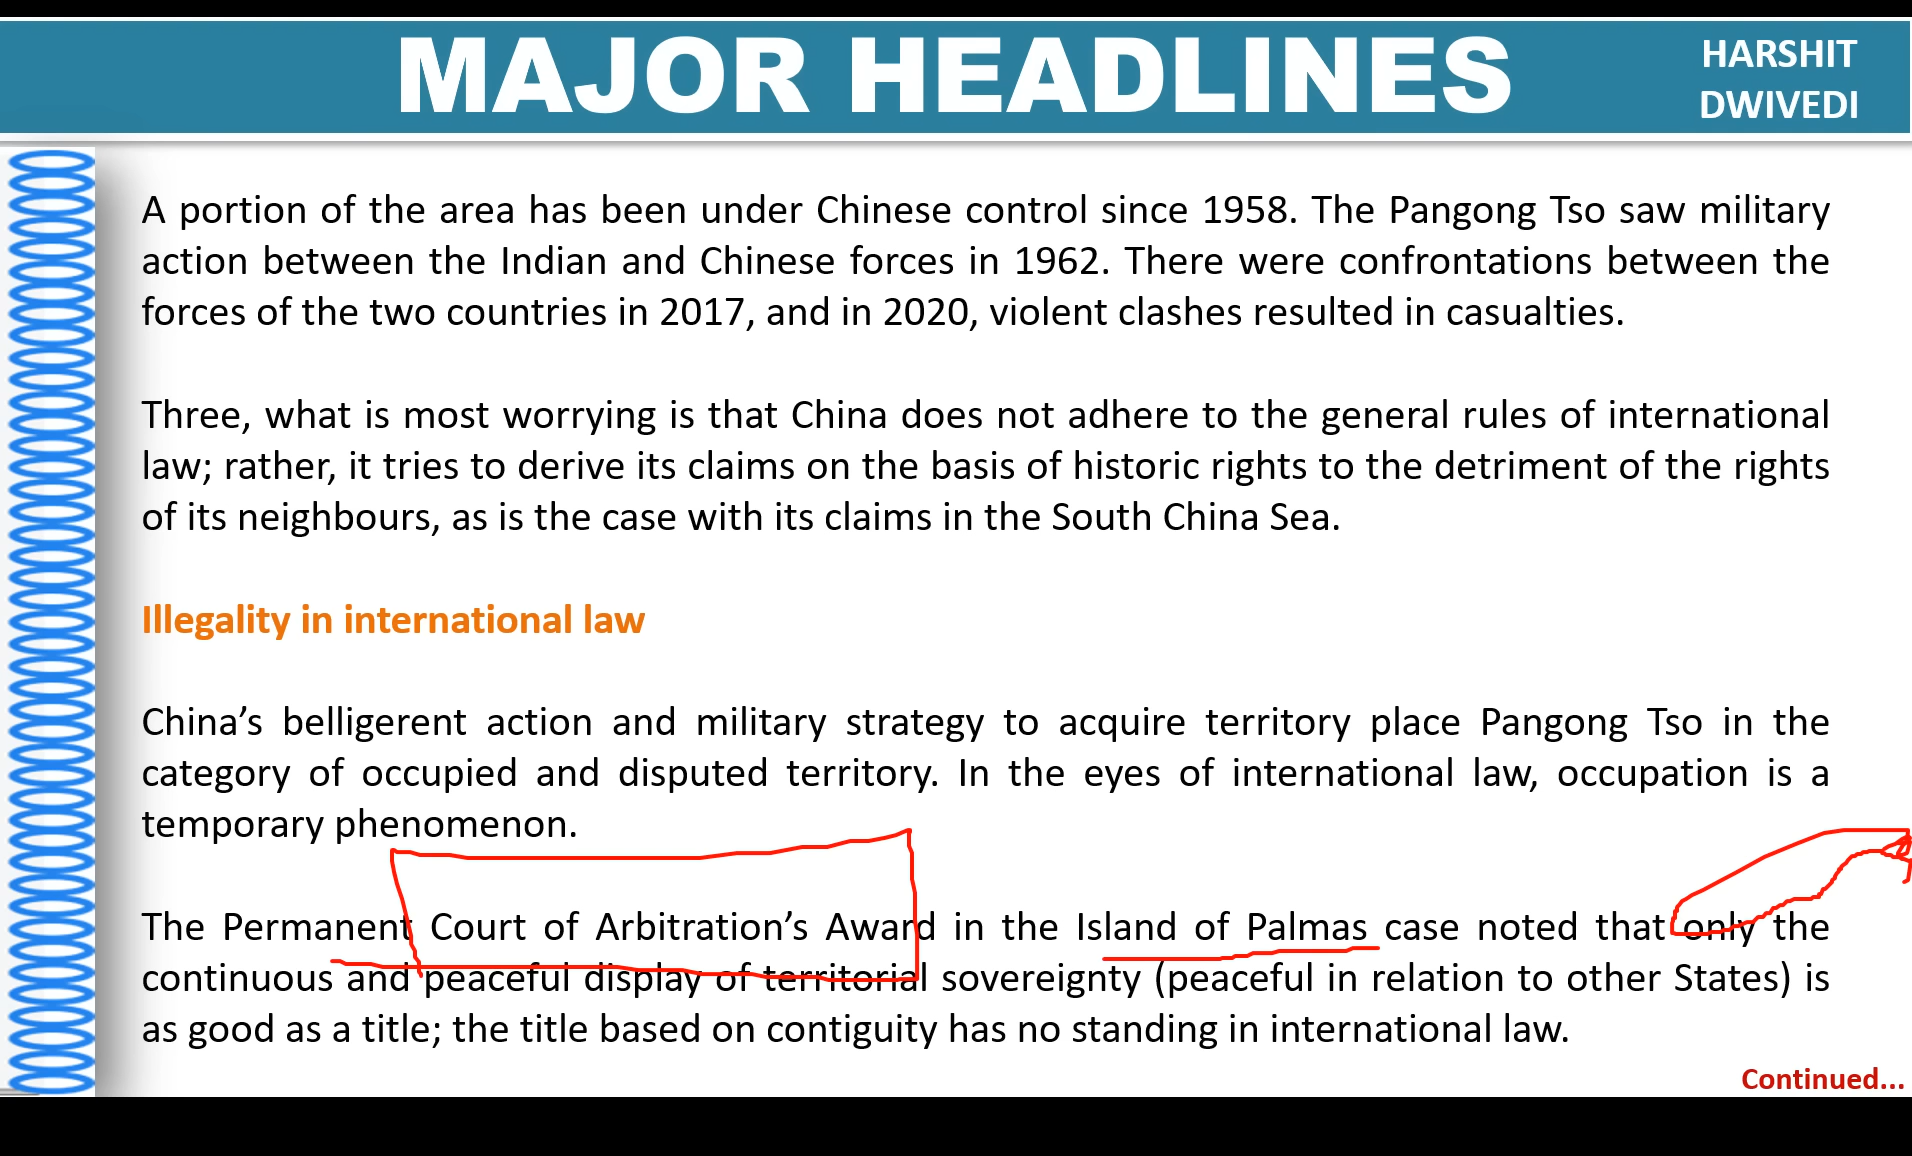 MAJOR HEADLINES
HARSHIT
DWIVEDI
A portion of the area has been under Chinese control since 1958. The Pangong Tso saw military
action between the Indian and Chinese forces in 1962. There were confrontations between the
forces of the two countries in 2017, and in 2020, violent clashes resulted in casualties.
Three, what is most worrying is that China does not adhere to the general rules of international
law; rather, it tries to derive its claims on the basis of historic rights to the detriment of the rights
of its neighbours, as is the case with its claims in the South China Sea.
Illegality in international law
China’s belligerent action and military strategy to acquire territory place Pangong Tso in the
category of occupied and disputed territory. In the eyes of international law, occupation is a
temporary phenomenon.
The Permanent Court of Arbitration’s Award in the Island of Palmas case noted that only the
continuous and peaceful display of territorial sovereignty (peaceful in relation to other States) is
as good as a title; the title based on contiguity has no standing in international law.
Continued...